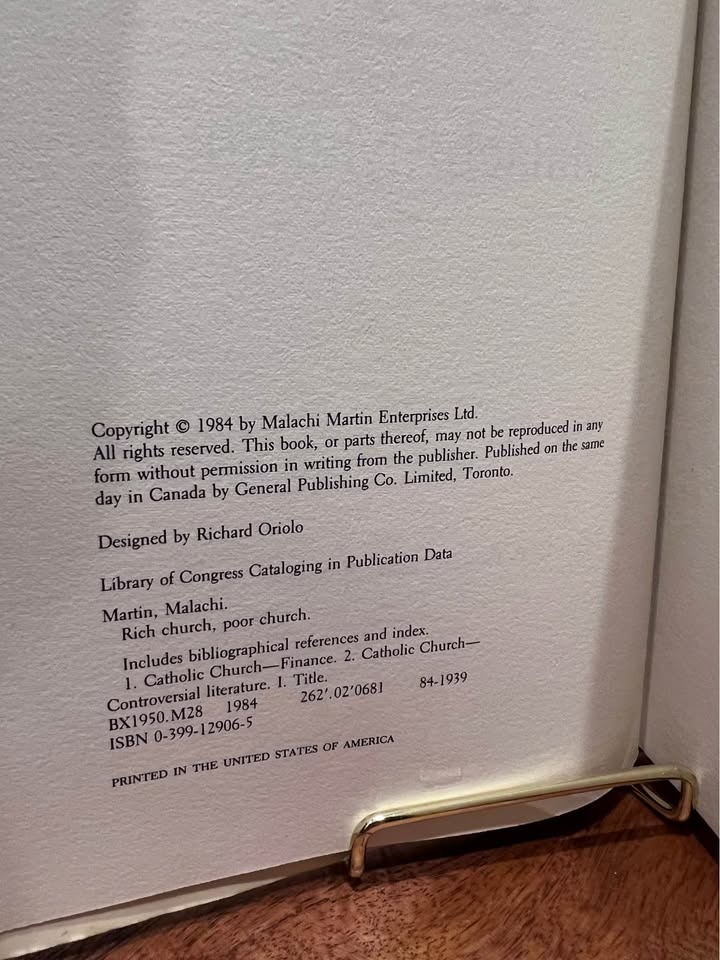 Copyright © 1984 by Malachi Martin Enterprises Ltd.
All rights reserved. This book, or parts thereof, may not be reproduced in any
form without permission in writing from the publisher. Published on the same
day in Canada by General Publishing Co. Limited, Toronto.
Designed by Richard Oriolo
Library of Congress Cataloging in Publication Data
Martin, Malachi.
Rich church, poor church.
Includes bibliographical references and index.
1. Catholic Church—Finance. 2. Catholic Church—
Controversial literature. I. Title.
BX1950.M28 1984 262'.02'0681 84-1939
ISBN 0-399-12906-5
PRINTED IN THE UNITED STATES OF AMERICA